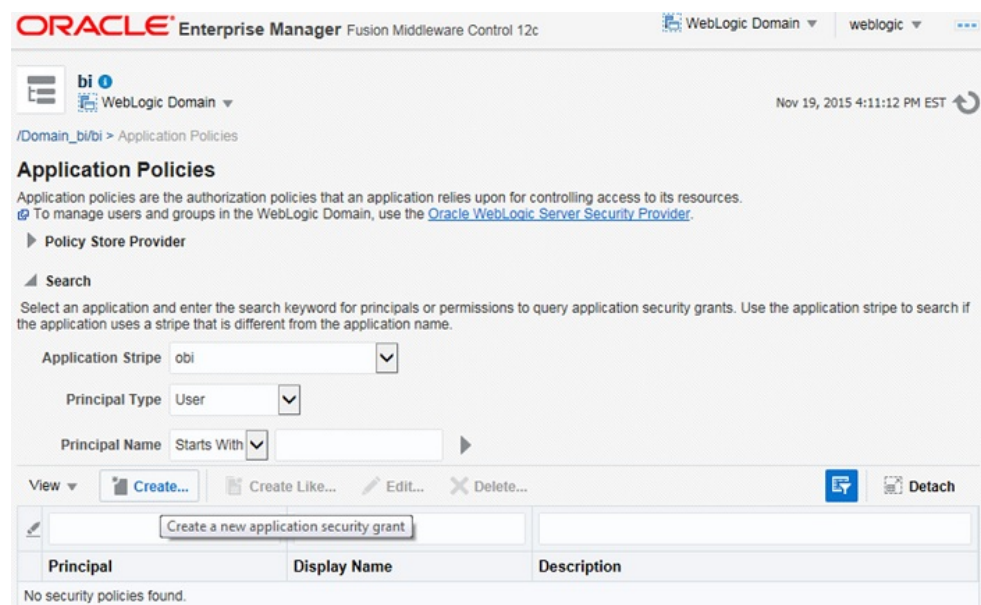 ORACLE Enterprise Manager Fusion Middleware Control 12c
WebLogic Domain
weblogic
bi
WebLogic Domain
Nov 19, 2015 4:11:12 PM EST
/Domain_bi/bi > Application Policies
Application Policies
Application policies are the authorization policies that an application relies upon for controlling access to its resources.
To manage users and groups in the WebLogic Domain, use the Oracle WebLogic Server Security Provider.
Policy Store Provider
Search
Select an application and enter the search keyword for principals or permissions to query application security grants. Use the application stripe to search if
the application uses a stripe that is different from the application name.
Application Stripe obi
Principal Type User
Principal Name Starts With
View Create... Create Like... Edit... Delete... Detach
Create a new application security grant
Principal Display Name Description
No security policies found.